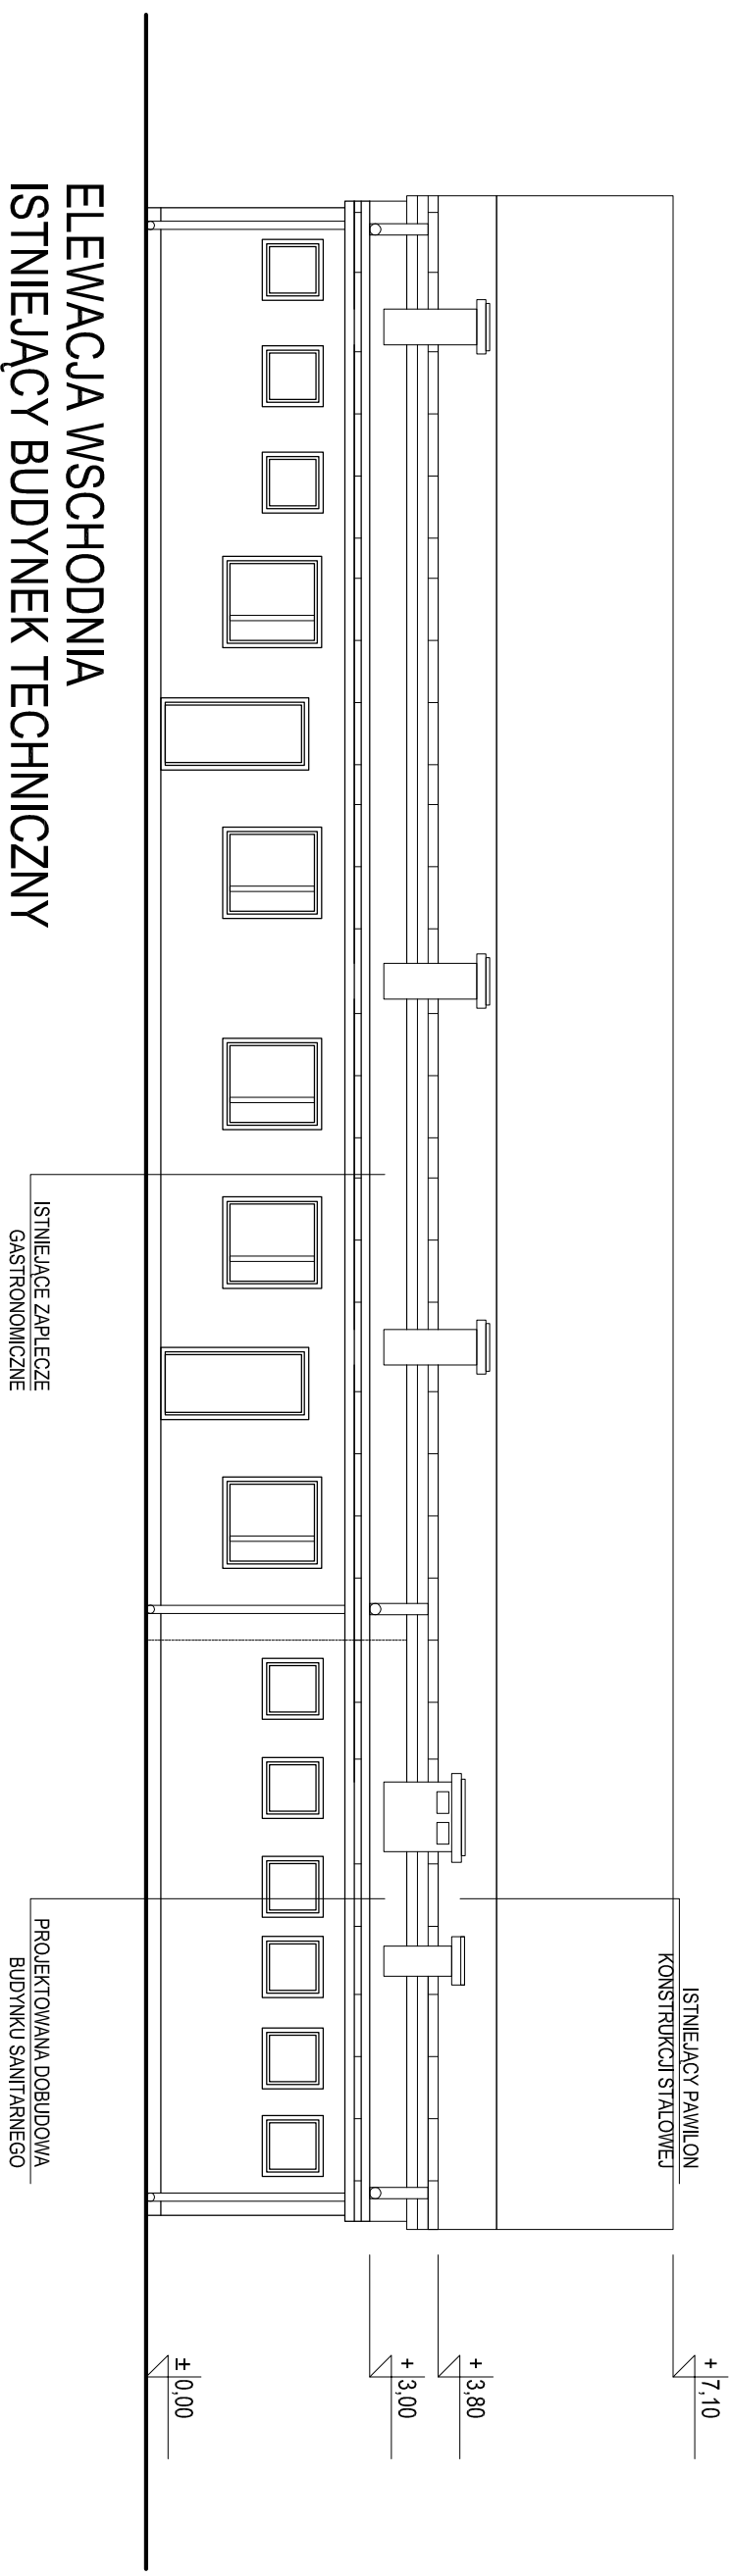 + 7,10
+ 3,80
+ 3,00
± 0,00
ISTNIEJĄCY PAWILON
KONSTRUKCJI STALOWEJ
ISTNIEJĄCE ZAPLECZE
GASTRONOMICZNE
PROJEKTOWANA DOBUDOWA
BUDYNKU SANITARNEGO
ELEWACJA WSCHODNIA
ISTNIEJĄCY BUDYNEK TECHNICZNY